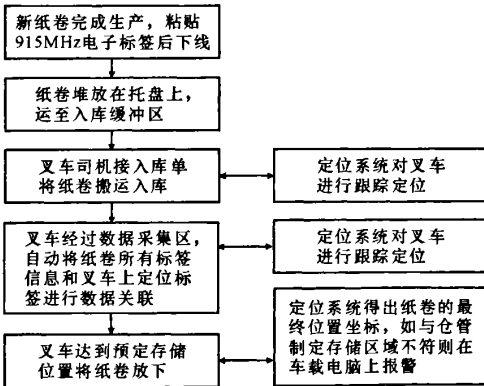 新纸卷完成生产，粘贴
915MHz电子标签后下线
纸卷堆放在托盘上，
运至入库缓冲区
叉车司机接入库单
将纸卷搬运入库
定位系统对叉车
进行跟踪定位
叉车经过数据采集区，
自动将纸卷所有标签
信息和叉车上定位标
签进行数据关联
定位系统对叉车
进行跟踪定位
叉车达到预定存储
位置将纸卷放下
定位系统得出纸卷的最
终位置坐标，如与仓管
制定存储区域不符则在
车载电脑上报警